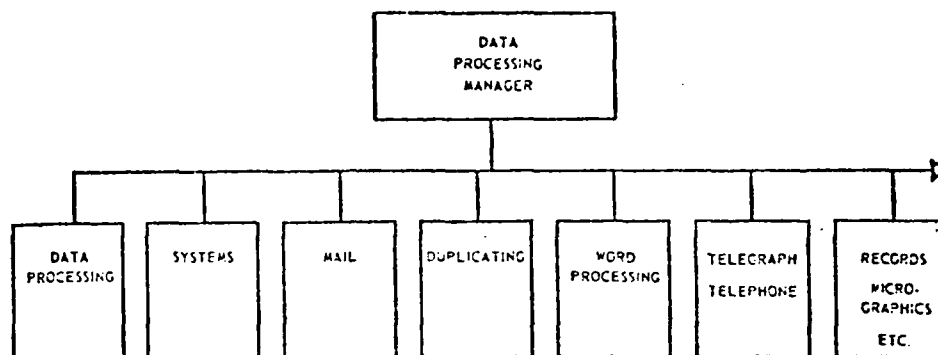 DATA
PROCESSING
MANAGER
DATA
PROCESSING
SYSTEMS
MAIL
DUPLICATING
WORD
PROCESSING
TELEGRAPH
TELEPHONE
RECORDS
MICRO-
GRAPHICS
ETC.